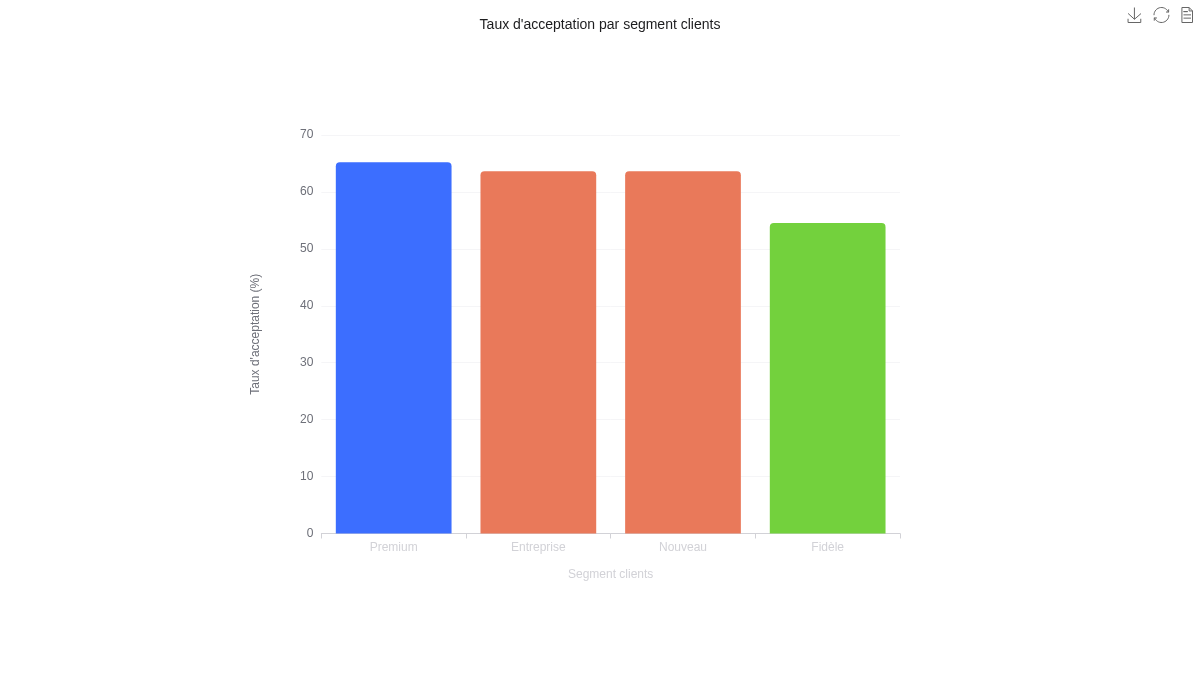 Taux d'acceptation par segment clients
70
60
50
40
30
20
10
0
Taux d'acceptation (%)
Premium Entreprise Nouveau Fidèle
Segment clients